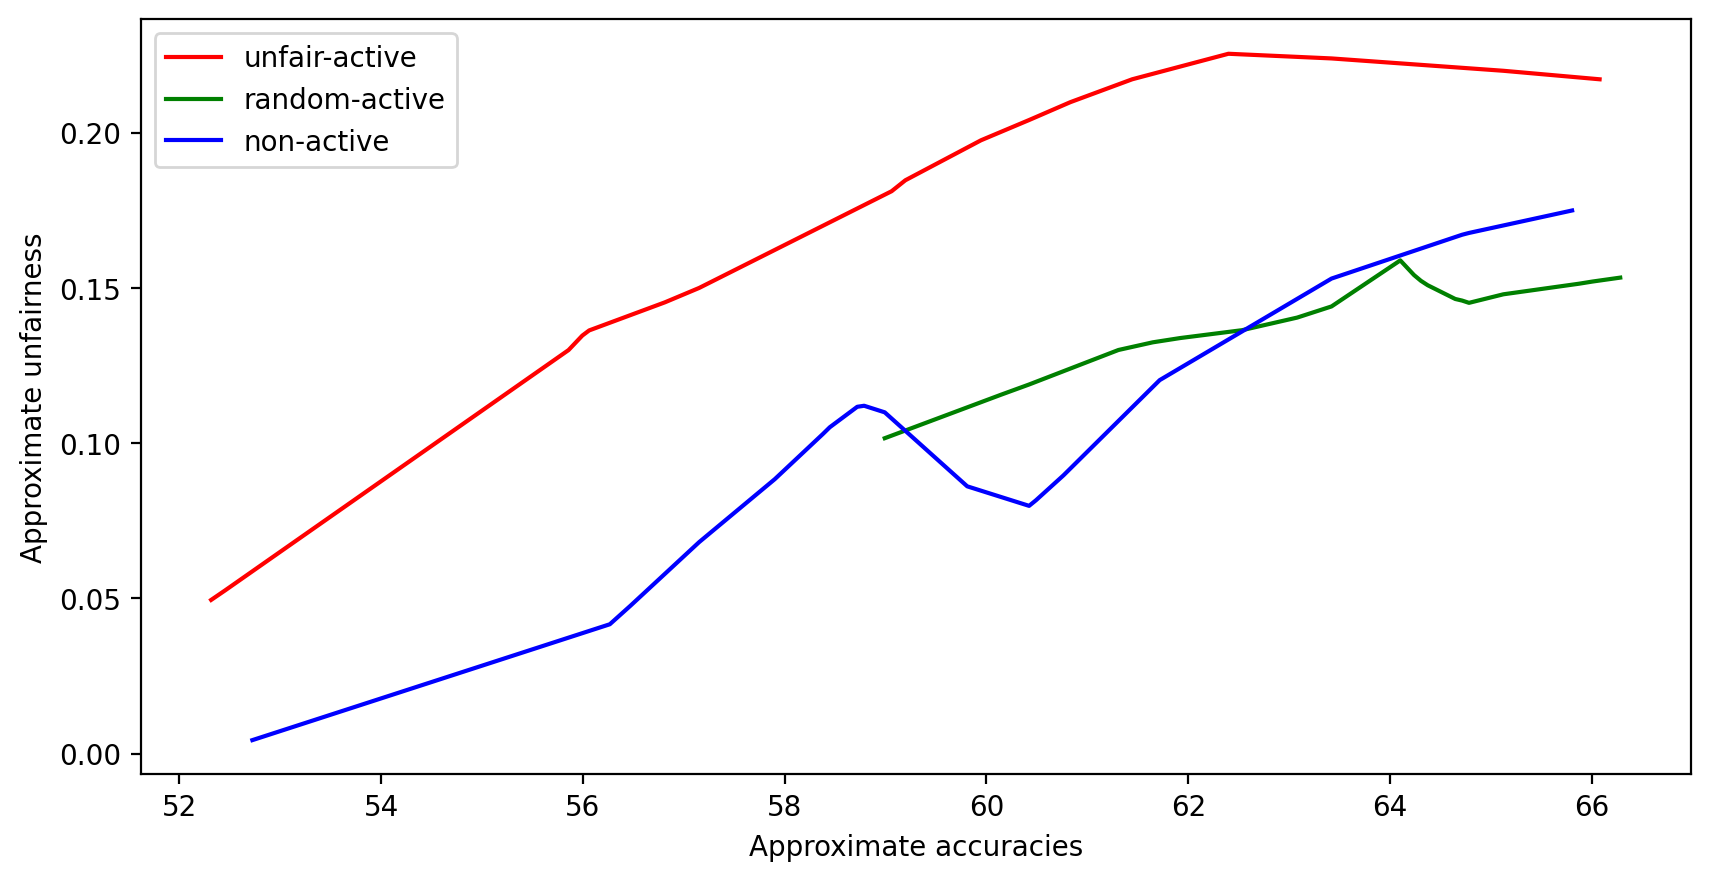 unfair-active
random-active
non-active
Approximate unfairness
0.20
0.15
0.10
0.05
0.00
52 54 56 58 60 62 64 66
Approximate accuracies